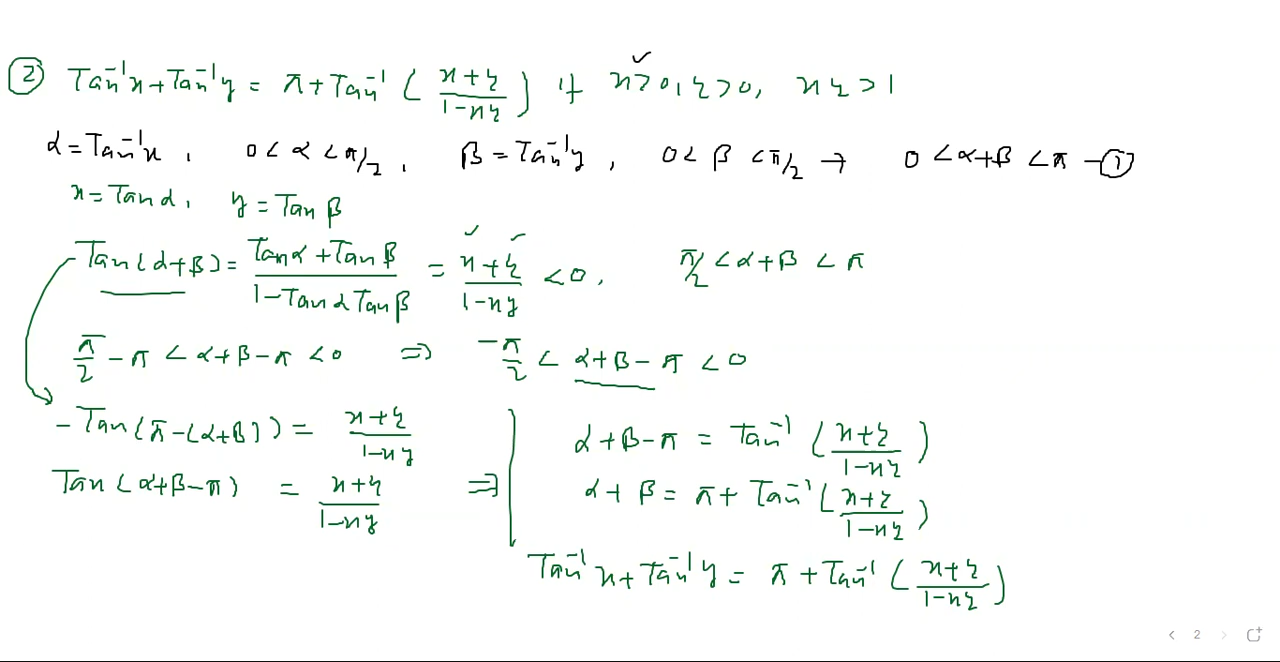 ② Tan⁻¹x + Tan⁻¹y = π + Tan⁻¹ ( (x+y)/(1-xy) ) if x>0, y>0, xy>1
α = Tan⁻¹x , 0 < α < π/2 , β = Tan⁻¹y , 0 < β < π/2 → 0 < α+β < π -①
x = Tan α, y = Tan β
Tan(α+β) = (Tanα + Tanβ)/(1-Tanα Tanβ) = (x+y)/(1-xy) < 0, π/2 < α+β < π
π/2 - π < α+β-π < 0 ⇒ -π/2 < α+β-π < 0
-Tan(π-(α+β)) = (x+y)/(1-xy)
Tan(α+β-π) = (x+y)/(1-xy) ⇒
α+β-π = Tan⁻¹ ( (x+y)/(1-xy) )
α+β = π + Tan⁻¹ ( (x+y)/(1-xy) )
Tan⁻¹x + Tan⁻¹y = π + Tan⁻¹ ( (x+y)/(1-xy) )
< 2 >